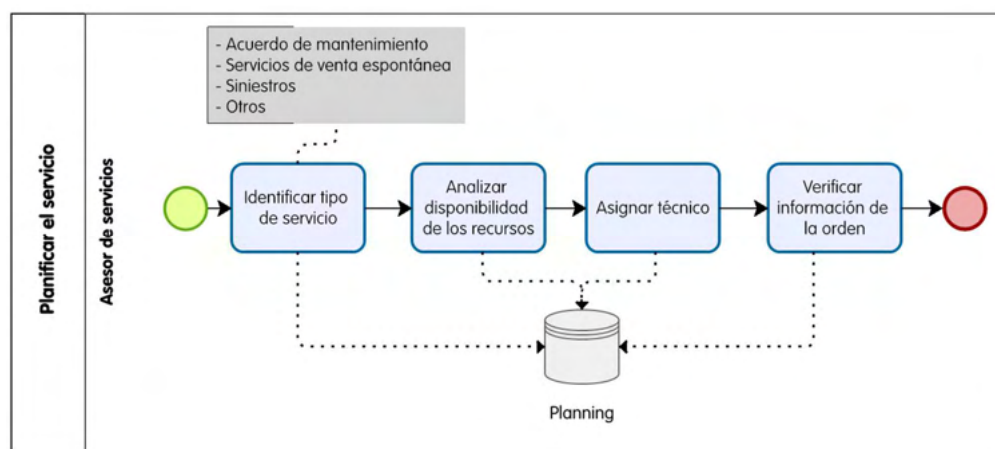 Planificar el servicio
Asesor de servicios
- Acuerdo de mantenimiento
- Servicios de venta espontánea
- Siniestros
- Otros
Identificar tipo
de servicio
Analizar
disponibilidad
de los recursos
Asignar técnico
Verificar
información de
la orden
Planning